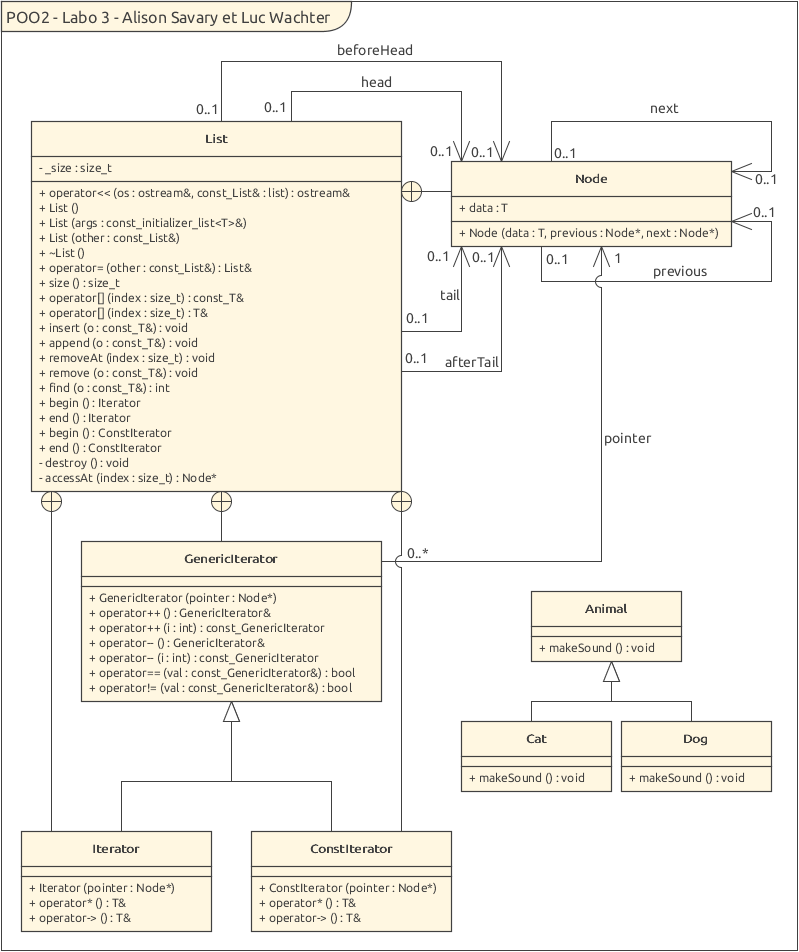 POO2 - Labo 3 - Alison Savary et Luc Wachter
beforeHead
head
0..1
0..1
0..1
0..1
next
0..1
0..1
List
- _size : size_t
+ operator<< (os : ostream&, const_List& : list) : ostream&
+ List ()
+ List (args : const_initializer_list<T>&)
+ List (other : const_List&)
+ ~List ()
+ operator= (other : const_List&) : List&
+ size () : size_t
+ operator[] (index : size_t) : const_T&
+ operator[] (index : size_t) : T&
+ insert (o : const_T&) : void
+ append (o : const_T&) : void
+ removeAt (index : size_t) : void
+ remove (o : const_T&) : void
+ find (o : const_T&) : int
+ begin () : Iterator
+ end () : Iterator
+ begin () : ConstIterator
+ end () : ConstIterator
- destroy () : void
- accessAt (index : size_t) : Node*
Node
+ data : T
+ Node (data : T, previous : Node*, next : Node*)
0..1
0..1
0..1
0..1
1
previous
tail
0..1
0..1
afterTail
pointer
0..*
GenericIterator
+ GenericIterator (pointer : Node*)
+ operator++ () : GenericIterator&
+ operator++ (i : int) : const_GenericIterator
+ operator-- () : GenericIterator&
+ operator-- (i : int) : const_GenericIterator
+ operator== (val : const_GenericIterator&) : bool
+ operator!= (val : const_GenericIterator&) : bool
Animal
+ makeSound () : void
Cat
+ makeSound () : void
Dog
+ makeSound () : void
Iterator
+ Iterator (pointer : Node*)
+ operator* () : T&
+ operator-> () : T&
ConstIterator
+ ConstIterator (pointer : Node*)
+ operator* () : T&
+ operator-> () : T&